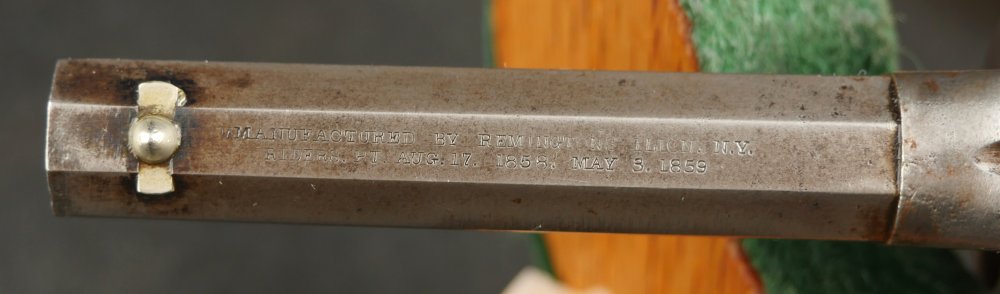 MANUFACTURED BY REMINGTONS ILION, N.Y.
RIDERS PT. AUG. 17. 1858. MAY 3. 1859